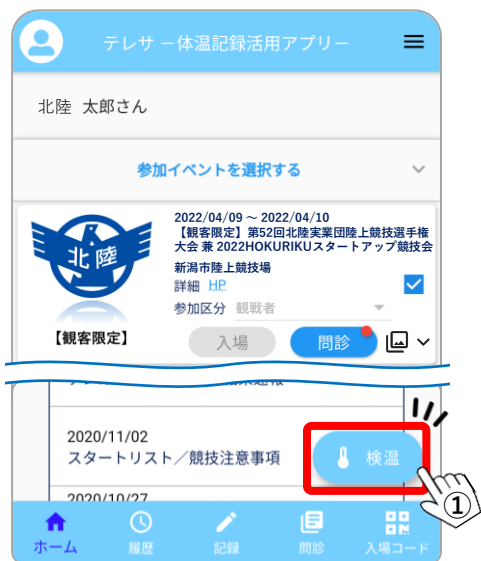 テレサ －体温記録活用アプリ－
北陸 太郎さん
参加イベントを選択する
2022/04/09 ～ 2022/04/10
【観客限定】第52回北陸実業団陸上競技選手権
大会 兼 2022HOKURIKUスタートアップ競技会
新潟市陸上競技場
詳細 HP
参加区分 観戦者
北陸
【観客限定】
入場
問診
2020/11/02
スタートリスト／競技注意事項
検温
①
2020/10/27
ホーム
履歴
記録
問診
入場コード